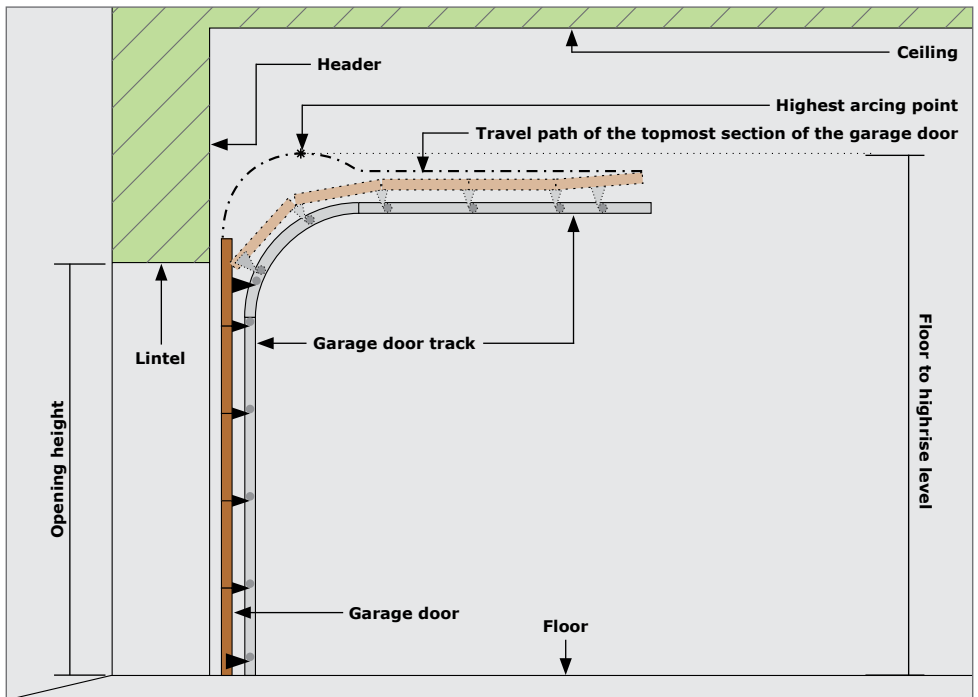 Ceiling
Header
Highest arcing point
Travel path of the topmost section of the garage door
Lintel
Garage door track
Opening height
Floor to highrise level
Garage door
Floor